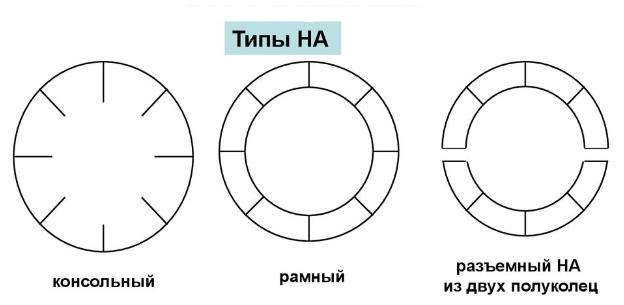 Типы НА
консольный
рамный
разъемный НА
из двух полуколец